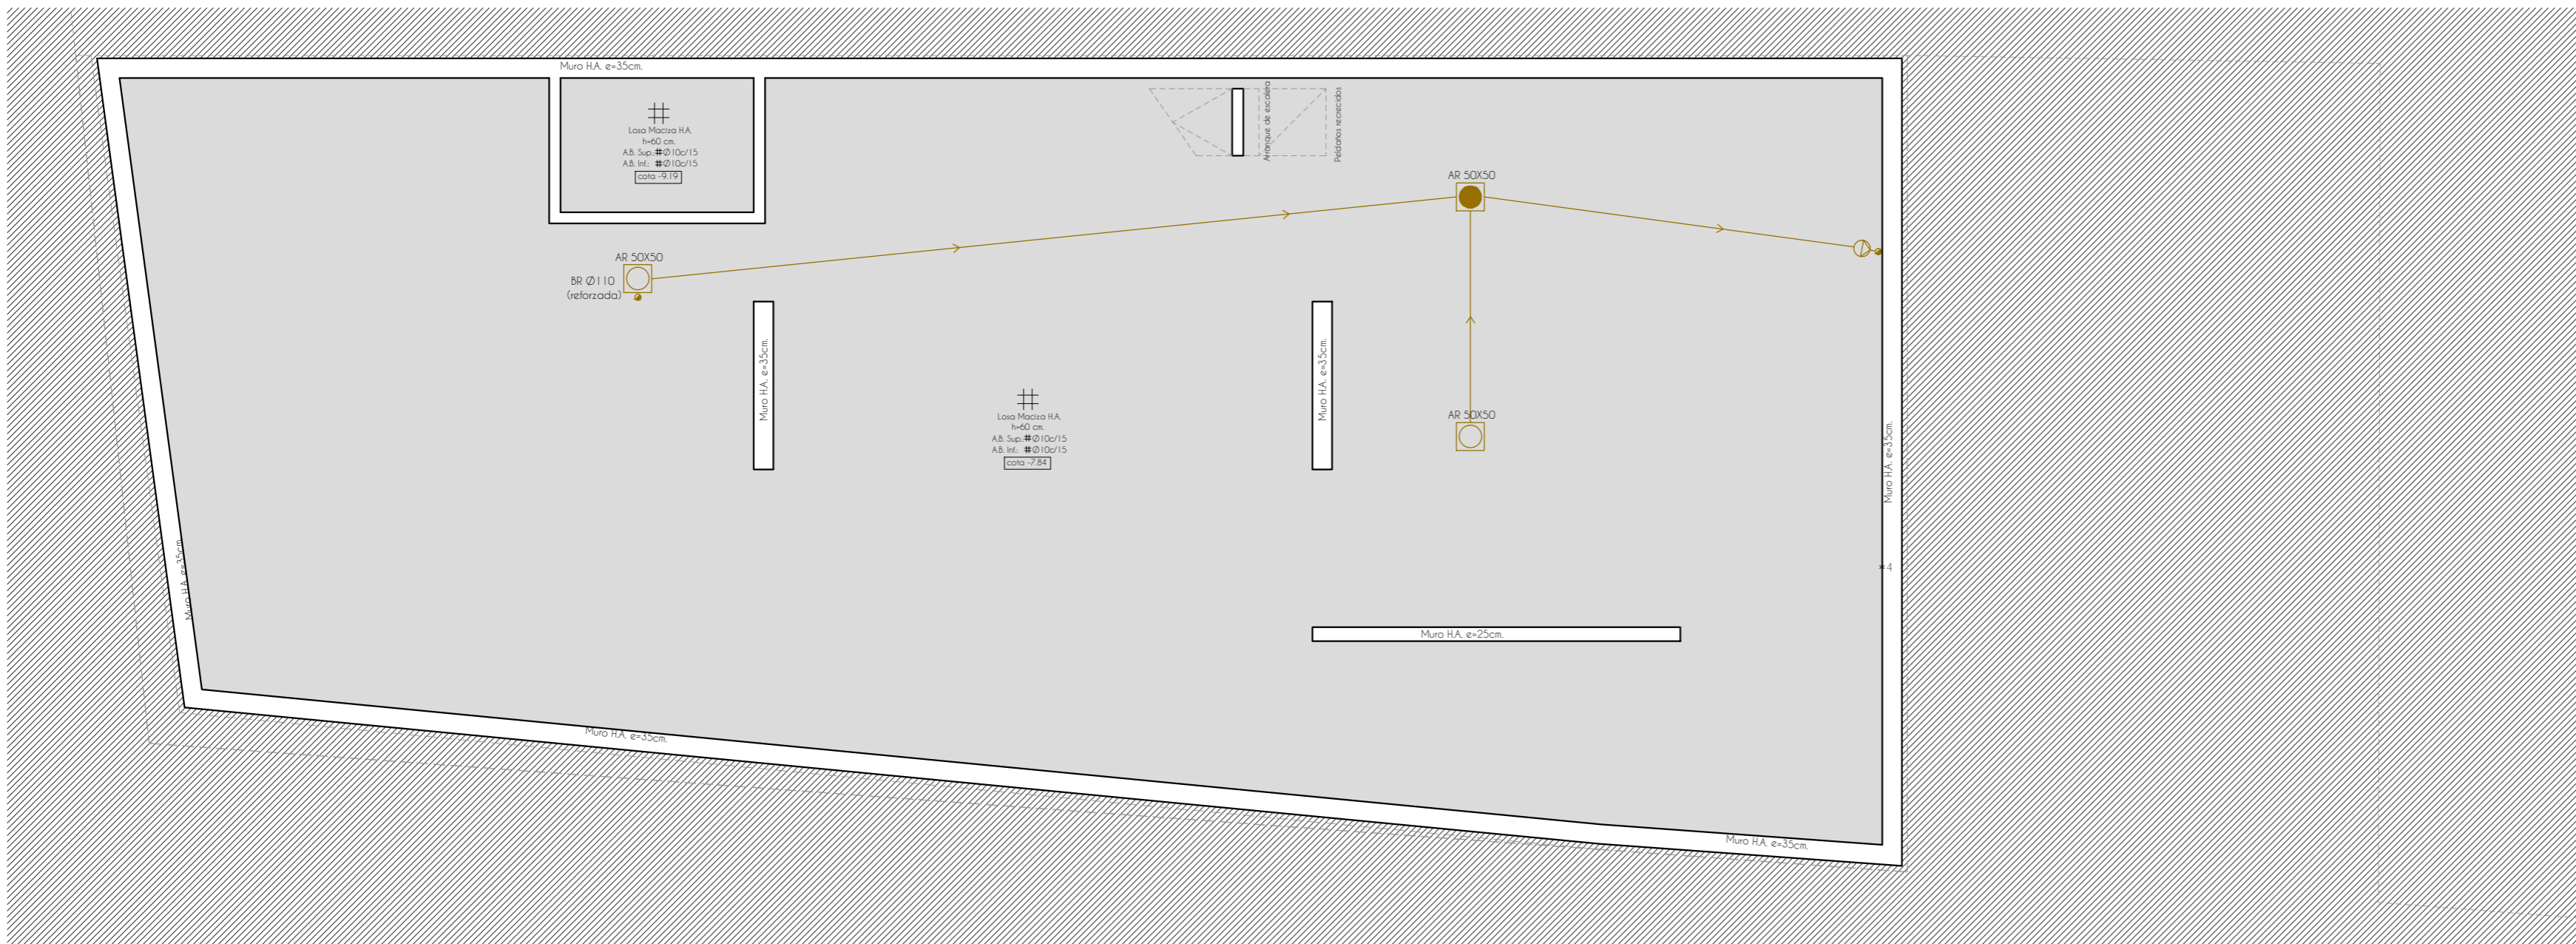 Muro H.A. e=35cm.
Losa Maciza H.A.
h=60 cm.
A.B. Sup.:#Ø10c/15
A.B. Inf.: #Ø10c/15
cota -9.19
Arranque de escalera
Peldaños recrecidos
AR 50X50
AR 50X50
BR Ø110
(reforzada)
Muro H.A. e=35cm.
Muro H.A. e=35cm.
Losa Maciza H.A.
h=60 cm.
A.B. Sup.:#Ø10c/15
A.B. Inf.: #Ø10c/15
cota -7.84
AR 50X50
Muro H.A. e=35cm.
4
Muro H.A. e=35cm.
Muro H.A. e=25cm.
Muro H.A. e=35cm.
Muro H.A. e=35cm.